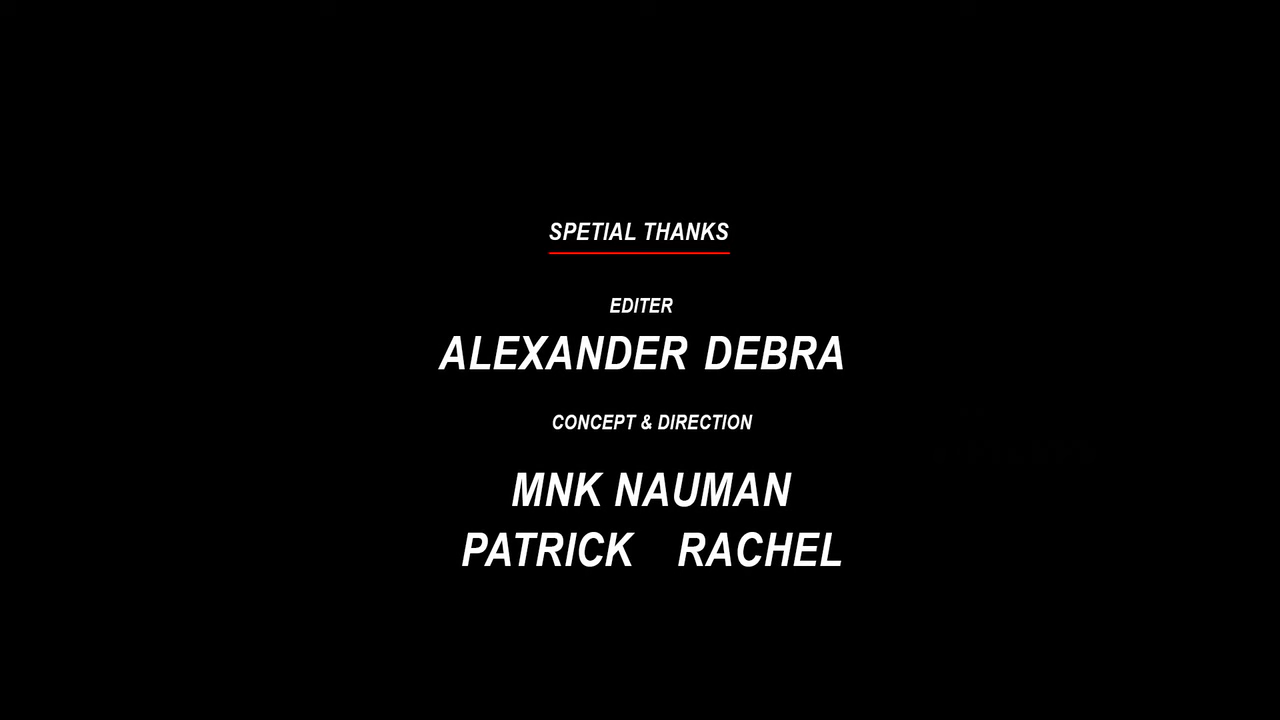 SPETIAL THANKS
EDITER
ALEXANDER DEBRA
CONCEPT & DIRECTION
MNK NAUMAN
PATRICK RACHEL